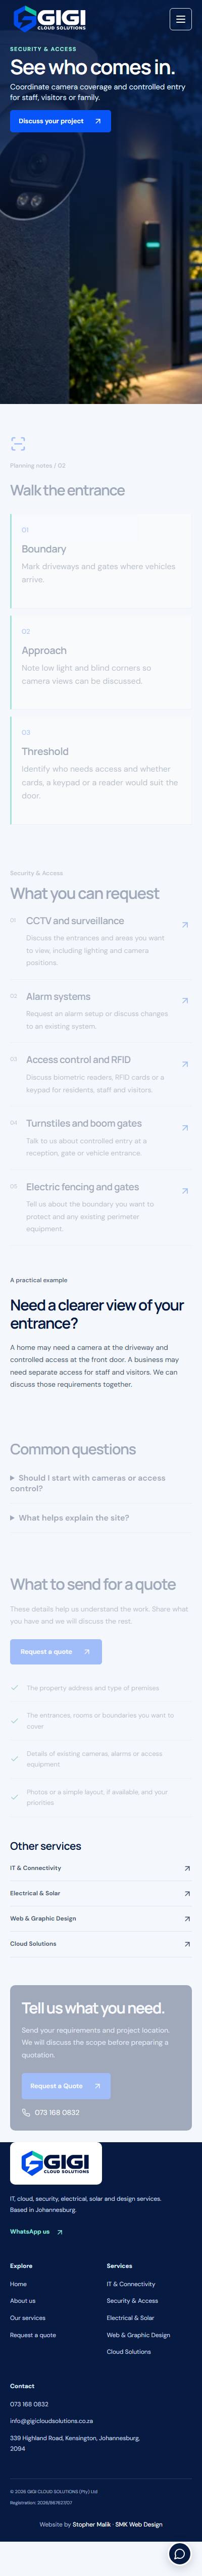 GIGI
CLOUD SOLUTIONS
SECURITY & ACCESS
See who comes in.
Coordinate camera coverage and controlled entry
for staff, visitors or family.
Discuss your project
Planning notes / 02
Walk the entrance
01
Boundary
Mark driveways and gates where vehicles
arrive.
02
Approach
Note low light and blind corners so
camera views can be discussed.
03
Threshold
Identify who needs access and whether
cards, a keypad or a reader would suit the
door.
Security & Access
What you can request
01
CCTV and surveillance
Discuss the entrances and areas you want
to view, including lighting and camera
positions.
02
Alarm systems
Request an alarm setup or discuss changes
to an existing system.
03
Access control and RFID
Discuss biometric readers, RFID cards or a
keypad for residents, staff and visitors.
04
Turnstiles and boom gates
Talk to us about controlled entry at a
reception, gate or vehicle entrance.
05
Electric fencing and gates
Tell us about the boundary you want to
protect and any existing perimeter
equipment.
A practical example
Need a clearer view of your
entrance?
A home may need a camera at the driveway and
controlled access at the front door. A business may
need separate access for staff and visitors. We can
discuss those requirements together.
Common questions
Should I start with cameras or access
control?
What helps explain the site?
What to send for a quote
These details help us understand the work. Share what
you have and we will discuss the rest.
Request a quote
The property address and type of premises
The entrances, rooms or boundaries you want to
cover
Details of existing cameras, alarms or access
equipment
Photos or a simple layout, if available, and your
priorities
Other services
IT & Connectivity
Electrical & Solar
Web & Graphic Design
Cloud Solutions
Tell us what you need.
Send your requirements and project location.
We will discuss the scope before preparing a
quotation.
Request a Quote
073 168 0832
GIGI
CLOUD SOLUTIONS
IT, cloud, security, electrical, solar and design services.
Based in Johannesburg.
WhatsApp us
Explore
Home
About us
Our services
Request a quote
Services
IT & Connectivity
Security & Access
Electrical & Solar
Web & Graphic Design
Cloud Solutions
Contact
073 168 0832
info@gigicloudsolutions.co.za
339 Highland Road, Kensington, Johannesburg,
2094
© 2026 GIGI CLOUD SOLUTIONS (Pty) Ltd
Website by Stopher Malik · SMK Web Design